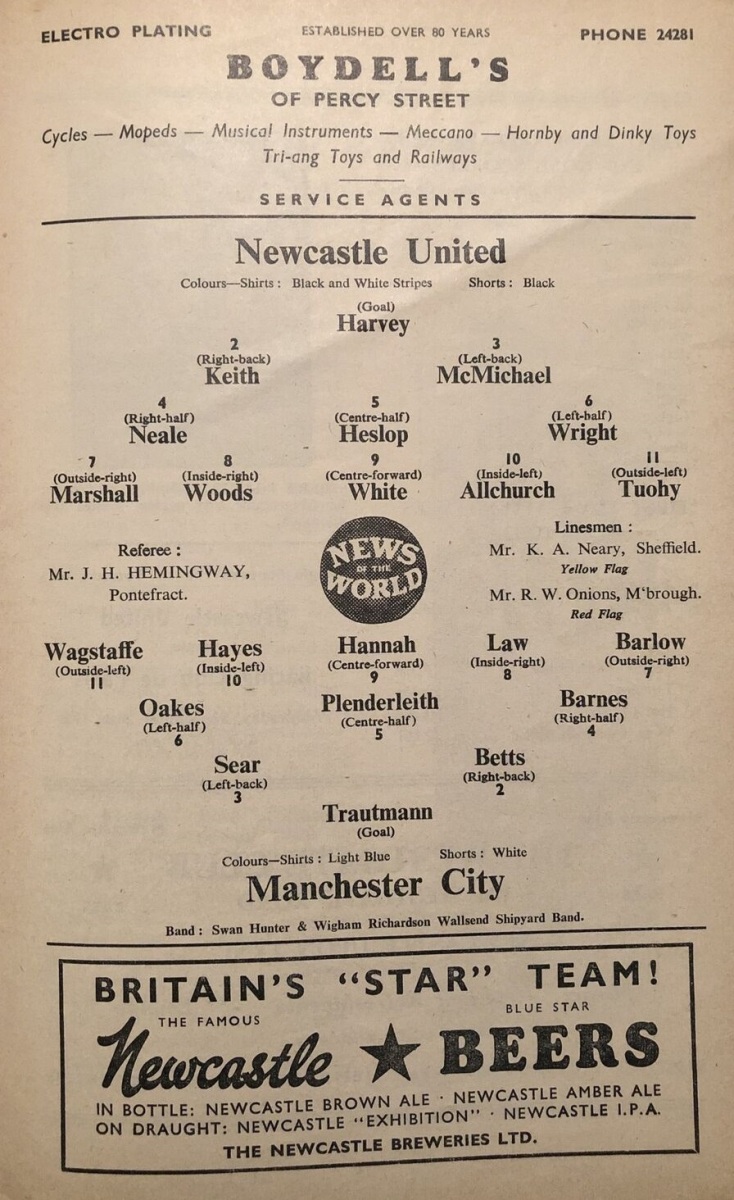 ELECTRO PLATING ESTABLISHED OVER 80 YEARS PHONE 24281
BOYDELL'S
OF PERCY STREET
Cycles — Mopeds — Musical Instruments — Meccano — Hornby and Dinky Toys
Tri-ang Toys and Railways
SERVICE AGENTS
Newcastle United
Colours—Shirts : Black and White Stripes Shorts : Black
(Goal)
Harvey
2 3
(Right-back) (Left-back)
Keith McMichael
4 5 6
(Right-half) (Centre-half) (Left-half)
Neale Heslop Wright
7 8 9 10 11
(Outside-right) (Inside-right) (Centre-forward) (Inside-left) (Outside-left)
Marshall Woods White Allchurch Tuohy
Referee :
Mr. J. H. HEMINGWAY,
Pontefract.
NEWS
OF THE
WORLD
Linesmen :
Mr. K. A. Neary, Sheffield.
Yellow Flag
Mr. R. W. Onions, M'brough.
Red Flag
Wagstaffe Hayes Hannah Law Barlow
(Outside-left) (Inside-left) (Centre-forward) (Inside-right) (Outside-right)
11 10 9 8 7
Oakes Plenderleith Barnes
(Left-half) (Centre-half) (Right-half)
6 5 4
Sear Betts
(Left-back) (Right-back)
3 2
Trautmann
(Goal)
Colours—Shirts : Light Blue Shorts : White
Manchester City
Band : Swan Hunter & Wigham Richardson Wallsend Shipyard Band.
BRITAIN'S "STAR" TEAM!
THE FAMOUS BLUE STAR
Newcastle ★ BEERS
IN BOTTLE: NEWCASTLE BROWN ALE · NEWCASTLE AMBER ALE
ON DRAUGHT: NEWCASTLE "EXHIBITION" · NEWCASTLE I.P.A.
THE NEWCASTLE BREWERIES LTD.